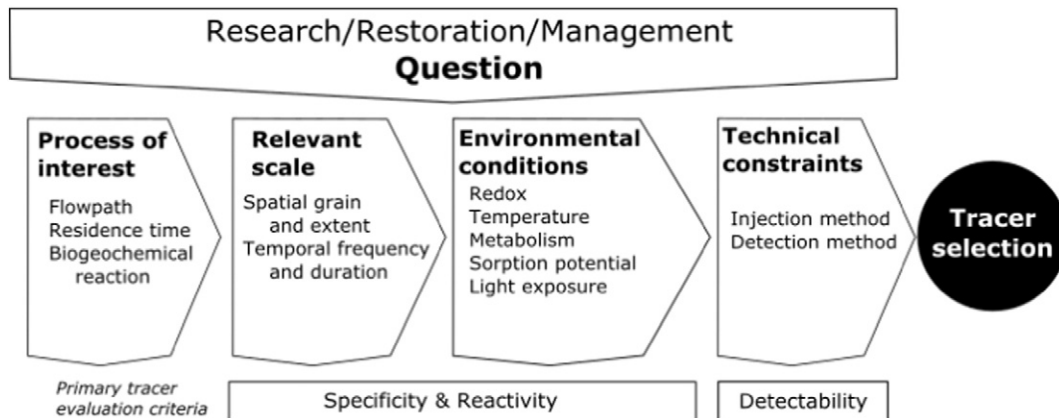 Research/Restoration/Management
Question
Process of
interest
Flowpath
Residence time
Biogeochemical
reaction
Relevant
scale
Spatial grain
and extent
Temporal frequency
and duration
Environmental
conditions
Redox
Temperature
Metabolism
Sorption potential
Light exposure
Technical
constraints
Injection method
Detection method
Tracer
selection
Primary tracer
evaluation criteria
Specificity & Reactivity
Detectability